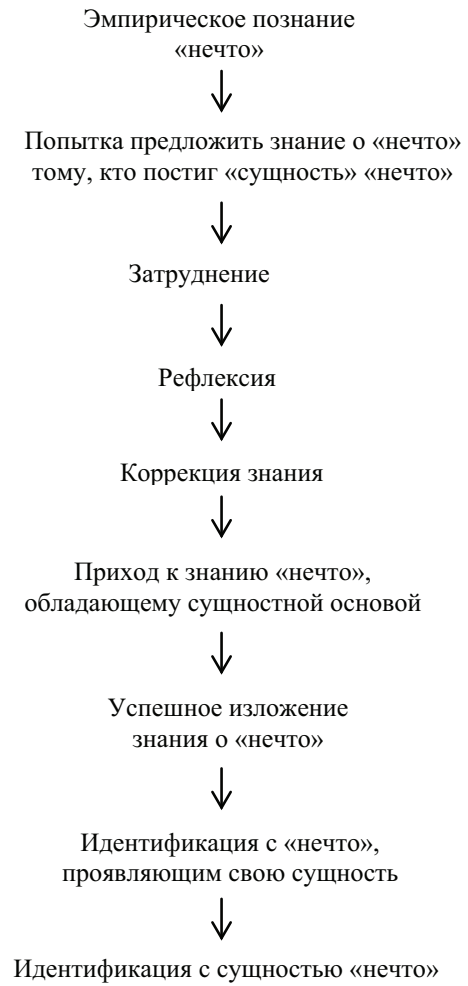 Эмпирическое познание
«нечто»
Попытка предложить знание о «нечто»
тому, кто постиг «сущность» «нечто»
Затруднение
Рефлексия
Коррекция знания
Приход к знанию «нечто»,
обладающему сущностной основой
Успешное изложение
знания о «нечто»
Идентификация с «нечто»,
проявляющим свою сущность
Идентификация с сущностью «нечто»